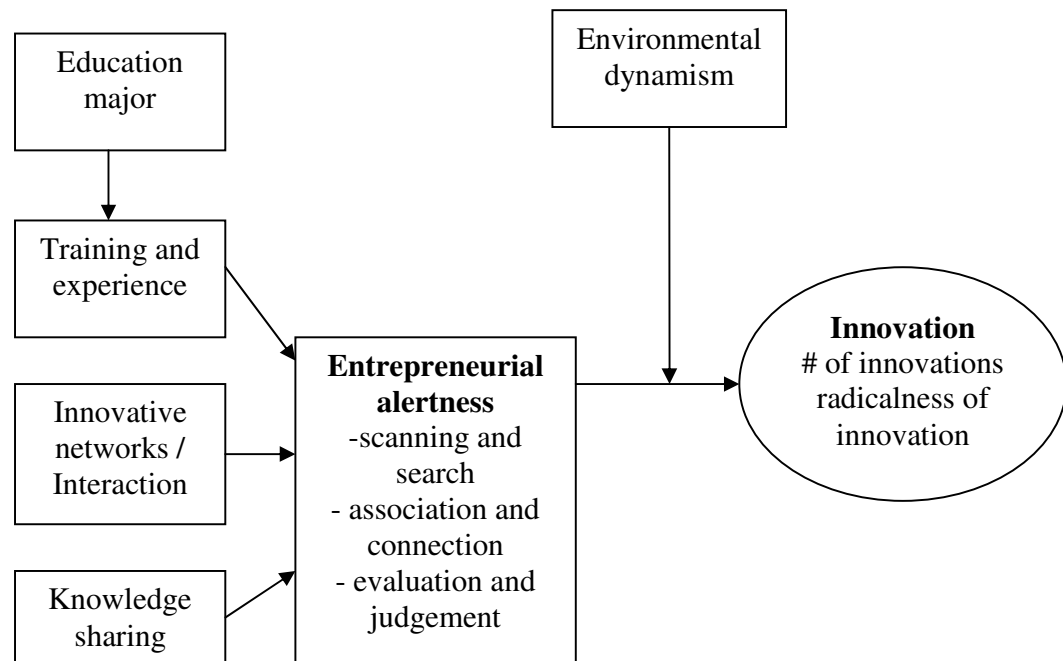 Education
major
Environmental
dynamism
Training and
experience
Innovative
networks /
Interaction
Knowledge
sharing
Entrepreneurial
alertness
-scanning and
search
- association and
connection
- evaluation and
judgement
Innovation
# of innovations
radicalness of
innovation